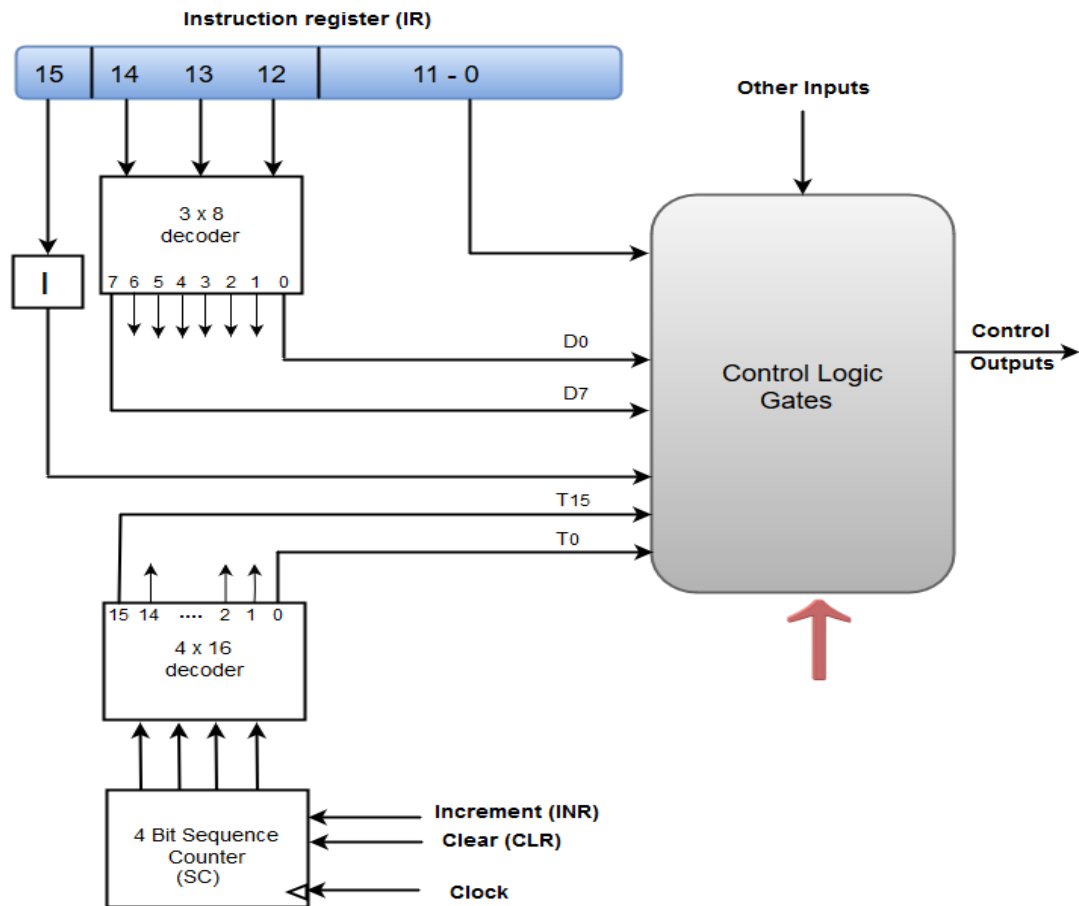 Instruction register (IR)
15 14 13 12 11 - 0
Other Inputs
3 x 8
decoder
I
7 6 5 4 3 2 1 0
D0
Control
Outputs
Control Logic
Gates
D7
T15
T0
15 14 .... 2 1 0
4 x 16
decoder
Increment (INR)
4 Bit Sequence
Counter
(SC)
Clear (CLR)
Clock